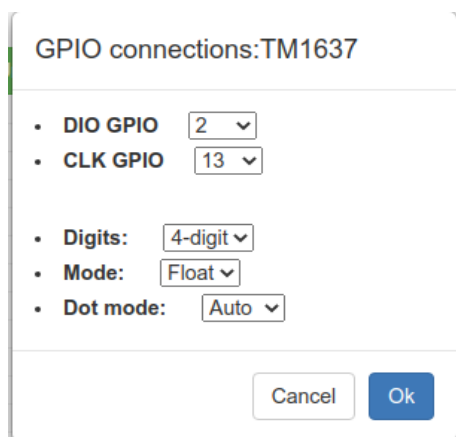 GPIO connections:TM1637
• DIO GPIO 2
• CLK GPIO 13
• Digits: 4-digit
• Mode: Float
• Dot mode: Auto
Cancel Ok